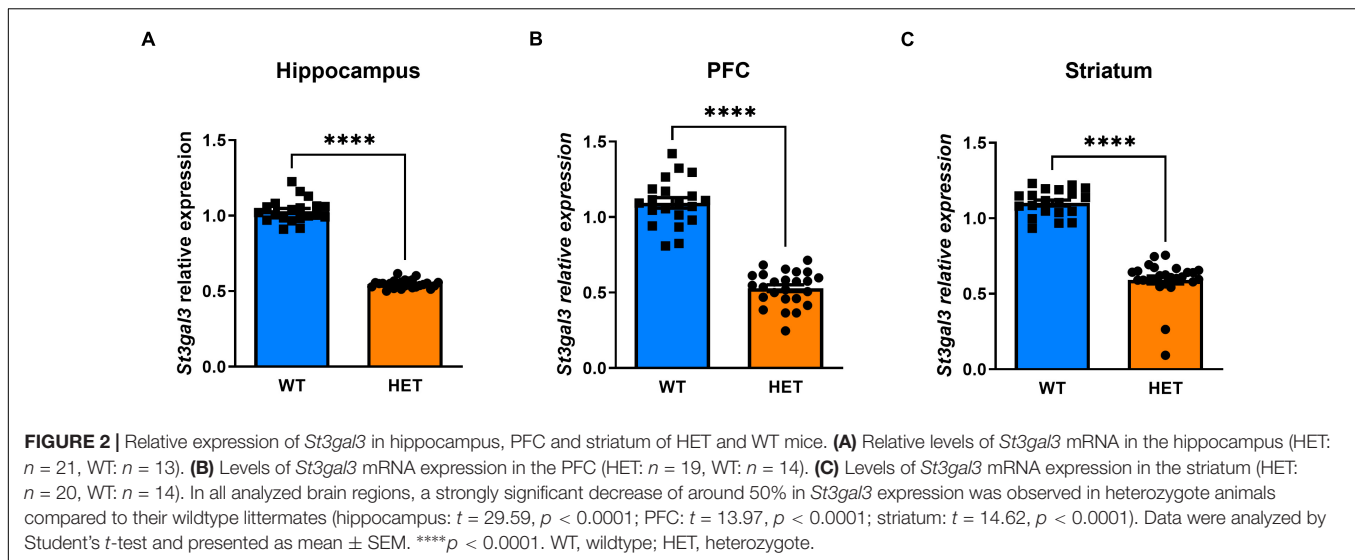 A
Hippocampus
St3gal3 relative expression
1.5
1.0
0.5
0.0
****
WT
HET
B
PFC
St3gal3 relative expression
1.5
1.0
0.5
0.0
****
WT
HET
C
Striatum
St3gal3 relative expression
1.5
1.0
0.5
0.0
****
WT
HET
FIGURE 2 | Relative expression of St3gal3 in hippocampus, PFC and striatum of HET and WT mice. (A) Relative levels of St3gal3 mRNA in the hippocampus (HET:
n = 21, WT: n = 13). (B) Levels of St3gal3 mRNA expression in the PFC (HET: n = 19, WT: n = 14). (C) Levels of St3gal3 mRNA expression in the striatum (HET:
n = 20, WT: n = 14). In all analyzed brain regions, a strongly significant decrease of around 50% in St3gal3 expression was observed in heterozygote animals
compared to their wildtype littermates (hippocampus: t = 29.59, p < 0.0001; PFC: t = 13.97, p < 0.0001; striatum: t = 14.62, p < 0.0001). Data were analyzed by
Student's t-test and presented as mean ± SEM. ****p < 0.0001. WT, wildtype; HET, heterozygote.